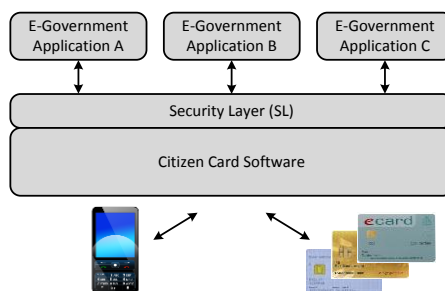 E-Government
Application A
E-Government
Application B
E-Government
Application C
Security Layer (SL)
Citizen Card Software
ecard